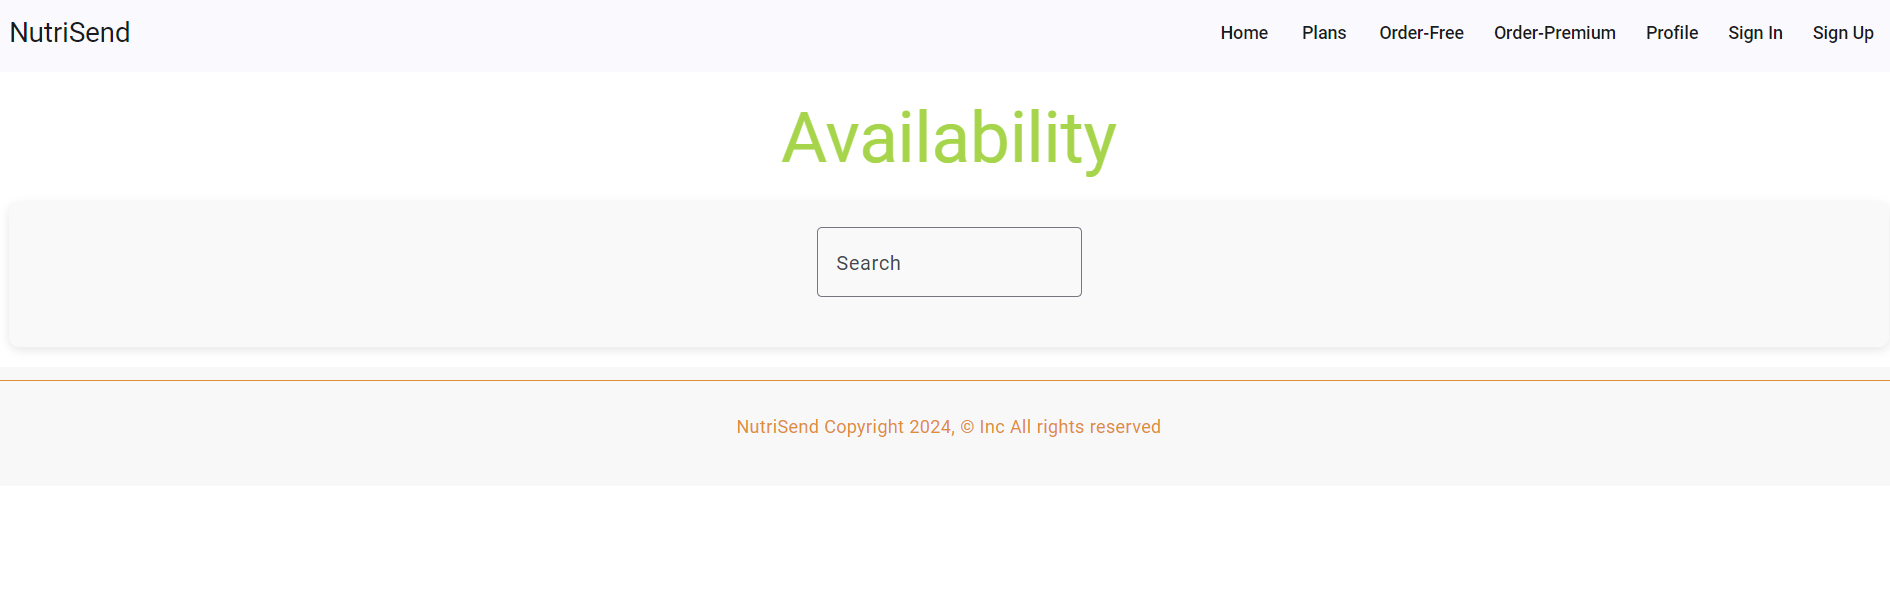 NutriSend Home Plans Order-Free Order-Premium Profile Sign In Sign Up
Availability
Search
NutriSend Copyright 2024, © Inc All rights reserved